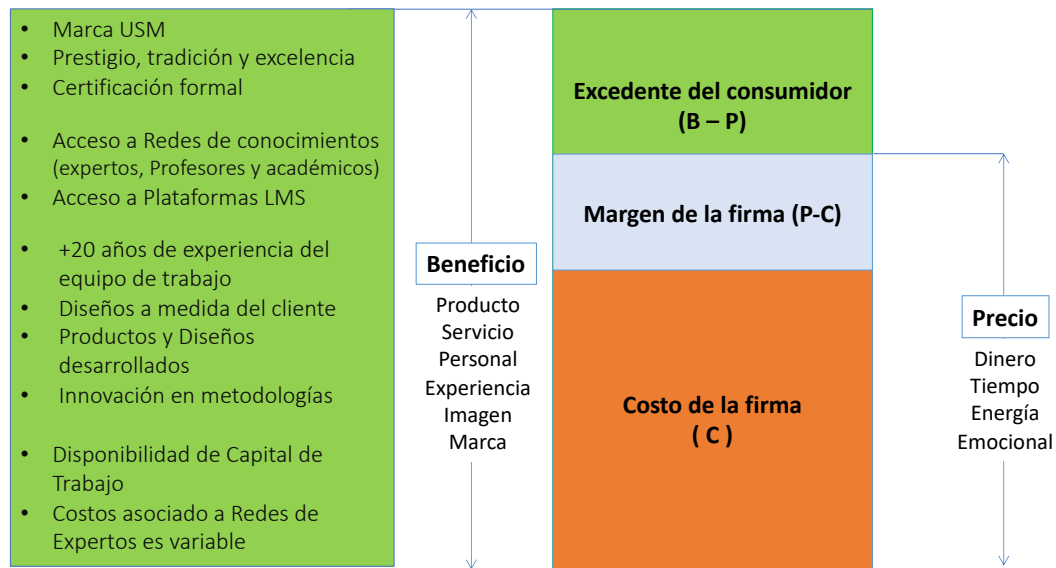 • Marca USM
• Prestigio, tradición y excelencia
• Certificación formal
• Acceso a Redes de conocimientos
(expertos, Profesores y académicos)
• Acceso a Plataformas LMS
• +20 años de experiencia del
equipo de trabajo
• Diseños a medida del cliente
• Productos y Diseños
desarrollados
• Innovación en metodologías
• Disponibilidad de Capital de
Trabajo
• Costos asociado a Redes de
Expertos es variable
Beneficio
Producto
Servicio
Personal
Experiencia
Imagen
Marca
Excedente del consumidor
(B – P)
Margen de la firma (P-C)
Costo de la firma
( C )
Precio
Dinero
Tiempo
Energía
Emocional